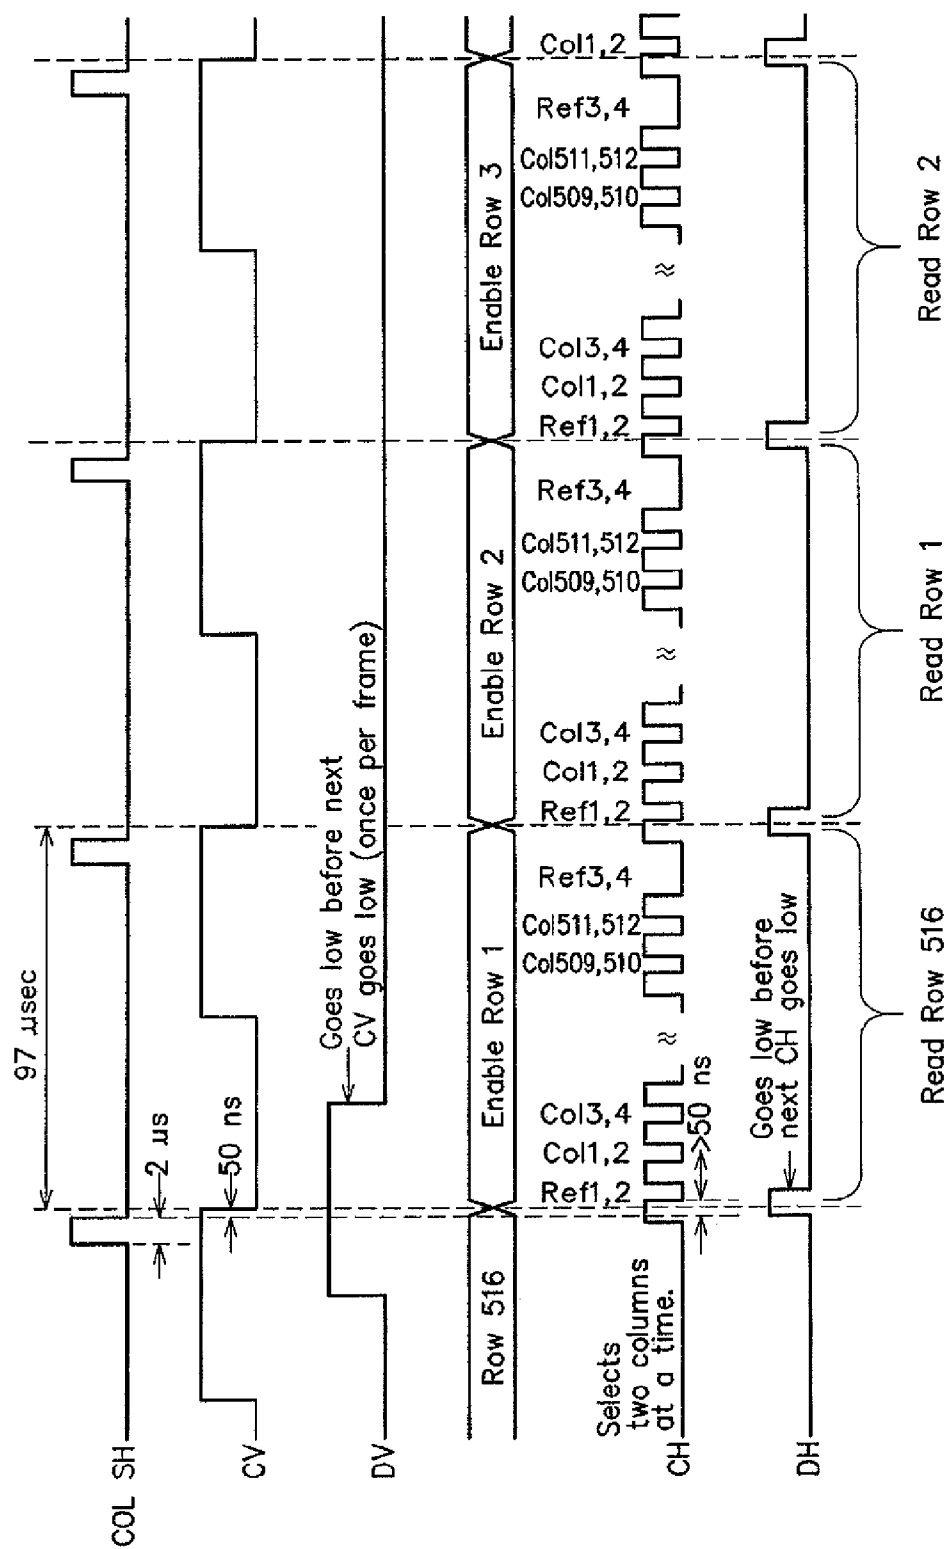 COL SH
97 µsec
2 µs
CV
50 ns
DV
Goes low before next
CV goes low (once per frame)
Row 516
Enable Row 1
Enable Row 2
Enable Row 3
Selects
two columns
at a time.
Ref1,2
Col1,2
Col3,4
≈
Col509,510
Col511,512
Ref3,4
Ref1,2
Col1,2
Col3,4
≈
Col509,510
Col511,512
Ref3,4
Ref1,2
Col1,2
Col3,4
≈
Col509,510
Col511,512
Ref3,4
Col1,2
CH
>50 ns
Goes low before
next CH goes low
DH
Read Row 516
Read Row 1
Read Row 2